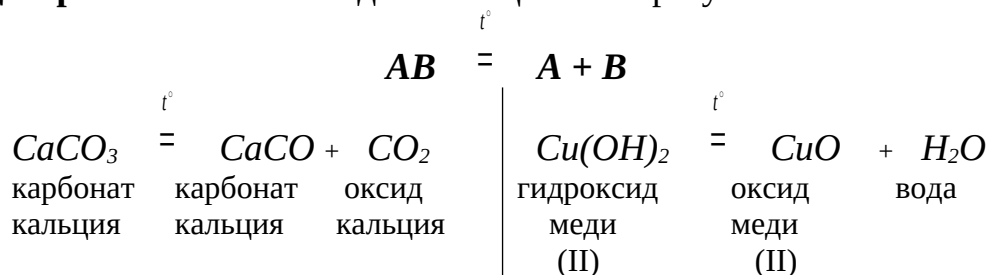 t°
AB = A + B
t°
CaCO₃ = CaCO + CO₂
карбонат карбонат оксид
кальция кальция кальция
t°
Cu(OH)₂ = CuO + H₂O
гидроксид оксид вода
меди меди
(II) (II)